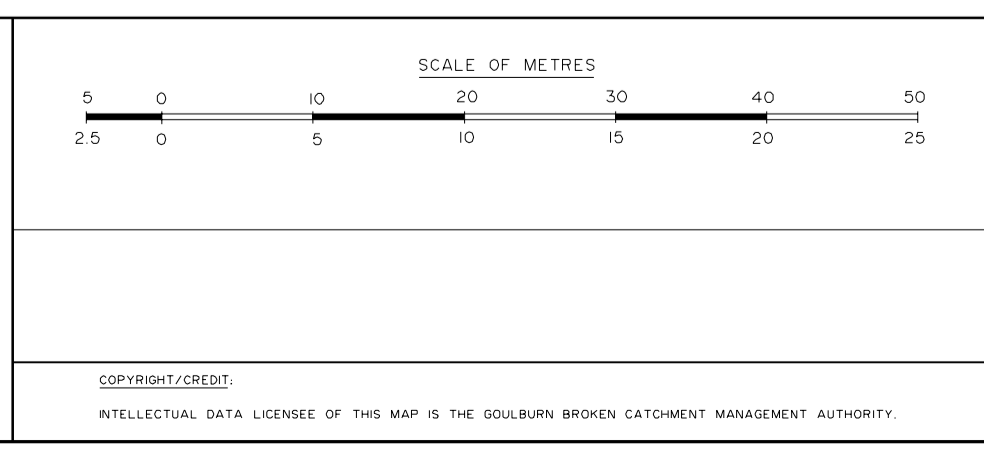 SCALE OF METRES
5 0 10 20 30 40 50
2.5 0 5 10 15 20 25
COPYRIGHT/CREDIT:
INTELLECTUAL DATA LICENSEE OF THIS MAP IS THE GOULBURN BROKEN CATCHMENT MANAGEMENT AUTHORITY.